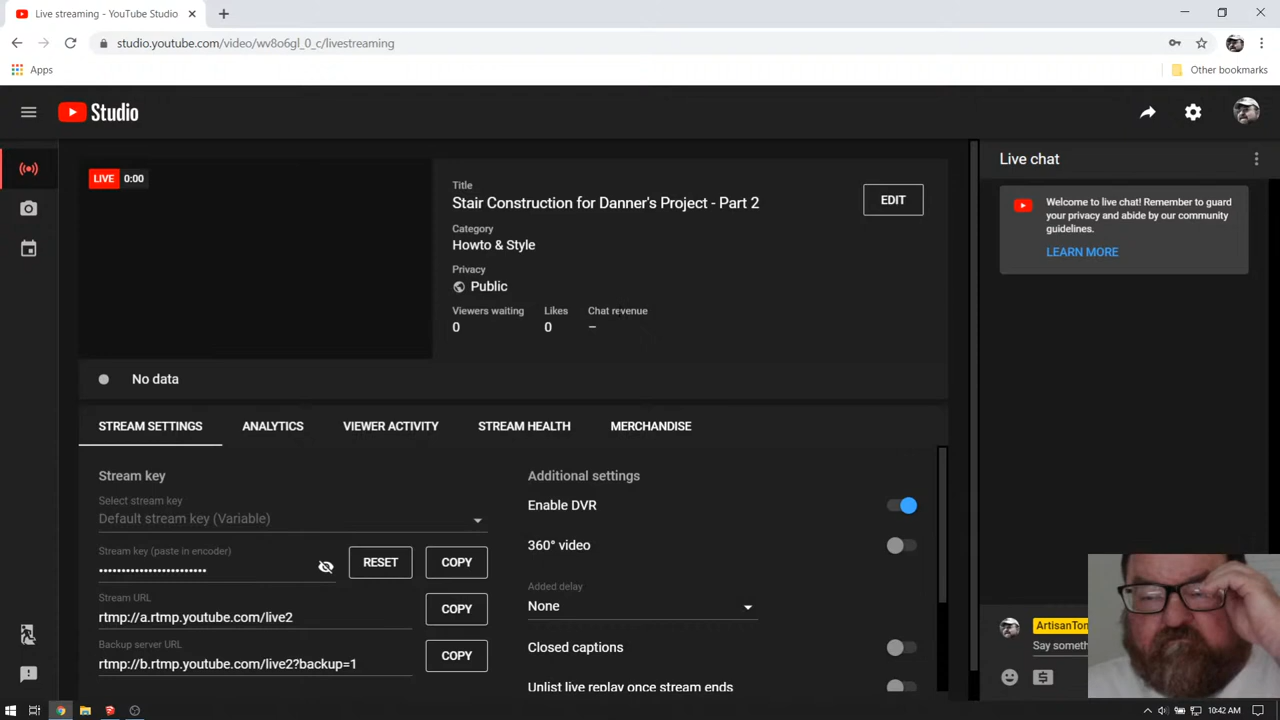 Live streaming - YouTube Studio
studio.youtube.com/video/wv8o6gl_0_c/livestreaming
Apps
Other bookmarks
Studio
LIVE 0:00
Title
Stair Construction for Danner's Project - Part 2
EDIT
Category
Howto & Style
Privacy
Public
Viewers waiting Likes Chat revenue
0 0 –
No data
STREAM SETTINGS ANALYTICS VIEWER ACTIVITY STREAM HEALTH MERCHANDISE
Stream key
Select stream key
Default stream key (Variable)
Stream key (paste in encoder)
•••••••••••••••••••••••• RESET COPY
Stream URL
rtmp://a.rtmp.youtube.com/live2 COPY
Backup server URL
rtmp://b.rtmp.youtube.com/live2?backup=1 COPY
Additional settings
Enable DVR
360° video
Added delay
None
Closed captions
Unlist live replay once stream ends
Live chat
Welcome to live chat! Remember to guard
your privacy and abide by our community
guidelines.
LEARN MORE
ArtisanTon
Say someth
10:42 AM